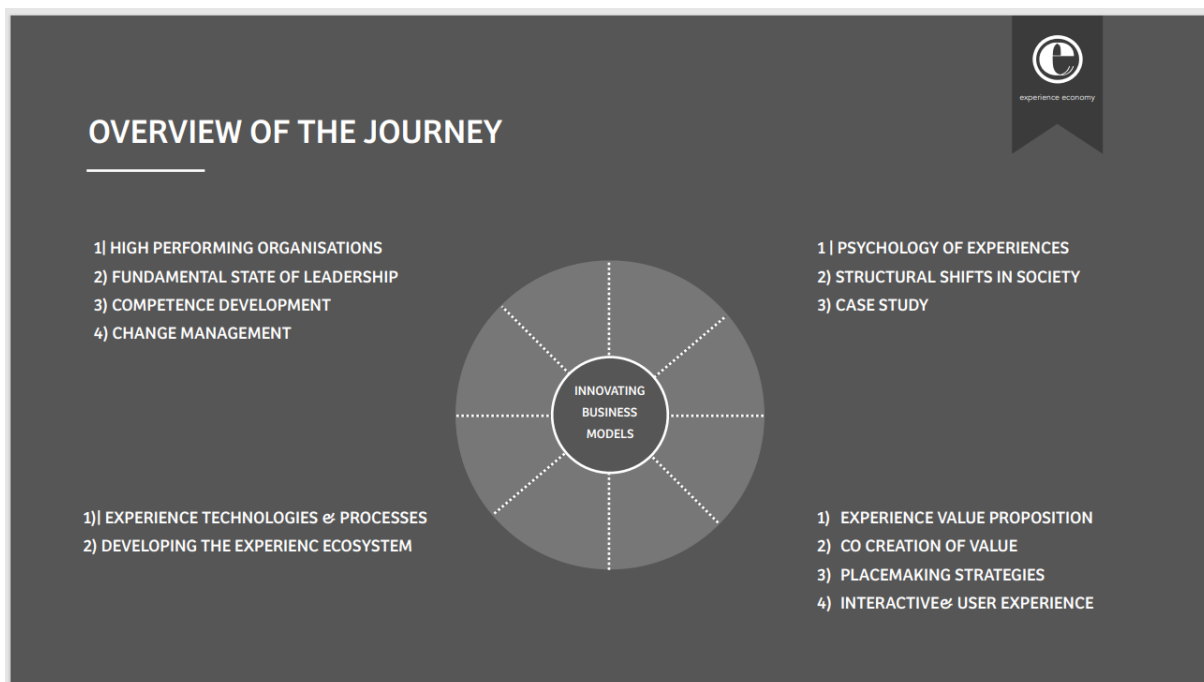 e
experience economy
OVERVIEW OF THE JOURNEY
1| HIGH PERFORMING ORGANISATIONS
2) FUNDAMENTAL STATE OF LEADERSHIP
3) COMPETENCE DEVELOPMENT
4) CHANGE MANAGEMENT
1 | PSYCHOLOGY OF EXPERIENCES
2) STRUCTURAL SHIFTS IN SOCIETY
3) CASE STUDY
INNOVATING
BUSINESS
MODELS
1)| EXPERIENCE TECHNOLOGIES & PROCESSES
2) DEVELOPING THE EXPERIENC ECOSYSTEM
1) EXPERIENCE VALUE PROPOSITION
2) CO CREATION OF VALUE
3) PLACEMAKING STRATEGIES
4) INTERACTIVE& USER EXPERIENCE